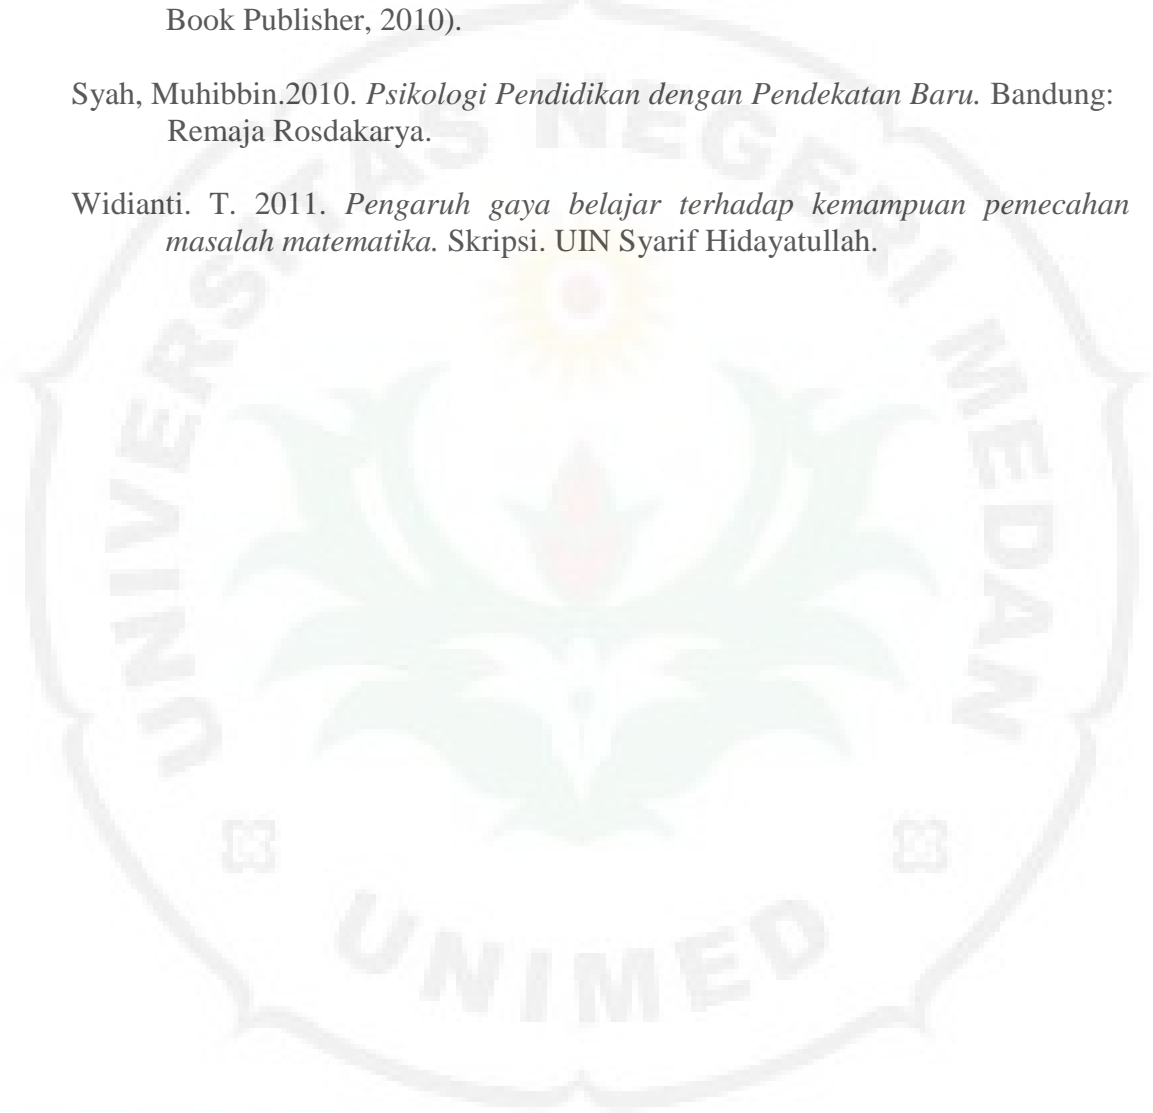 Book Publisher, 2010).
Syah, Muhibbin.2010. Psikologi Pendidikan dengan Pendekatan Baru. Bandung:
Remaja Rosdakarya.
Widianti. T. 2011. Pengaruh gaya belajar terhadap kemampuan pemecahan
masalah matematika. Skripsi. UIN Syarif Hidayatullah.
UNIVERSITAS NEGERI MEDAN
UNIMED